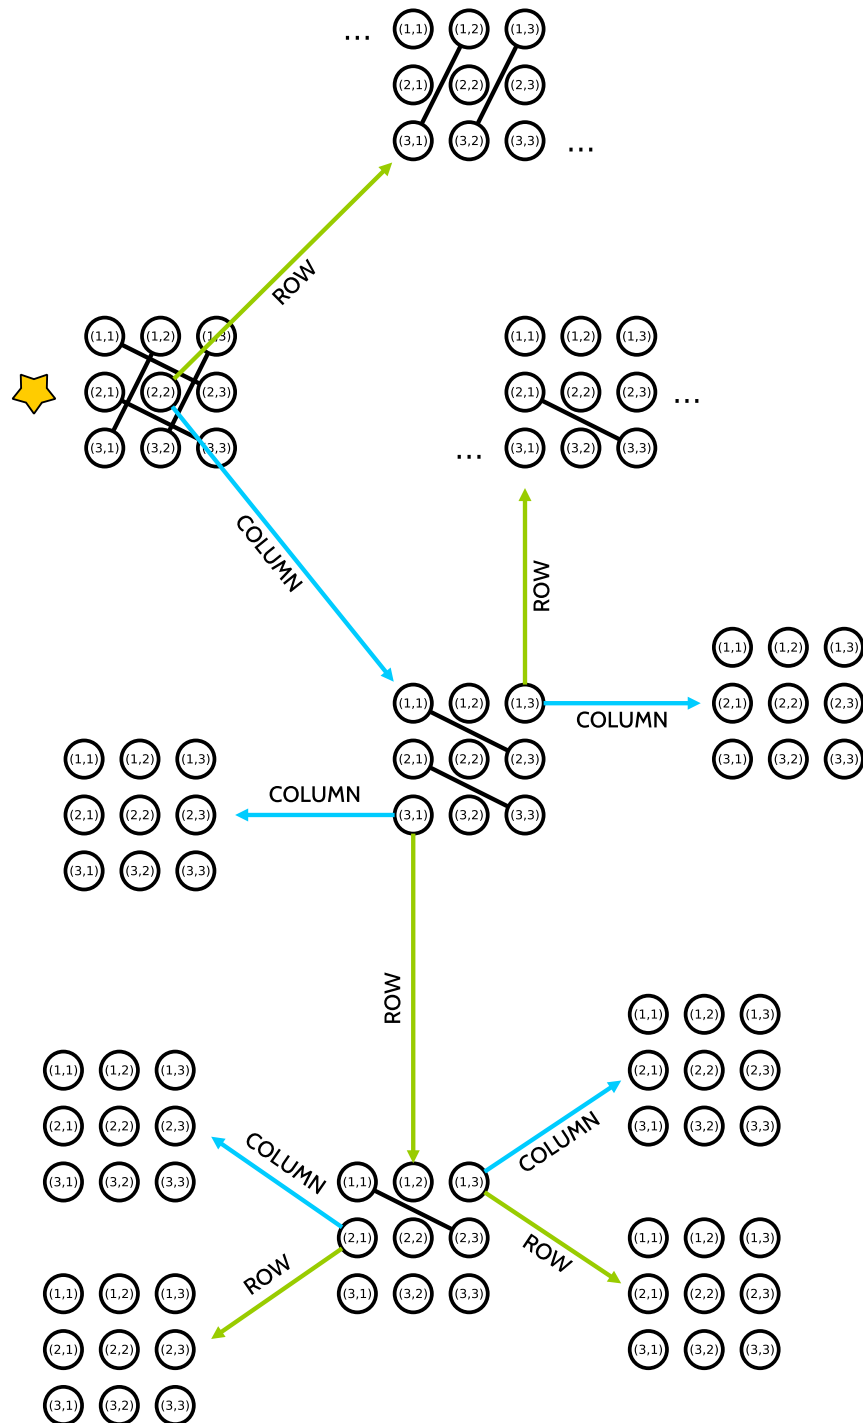 ... (1,1) (1,2) (1,3)
(2,1) (2,2) (2,3)
(3,1) (3,2) (3,3) ...
ROW
(1,1) (1,2) (1,3)
(2,1) (2,2) (2,3)
(3,1) (3,2) (3,3)
(1,1) (1,2) (1,3)
(2,1) (2,2) (2,3) ...
... (3,1) (3,2) (3,3)
COLUMN
ROW
(1,1) (1,2) (1,3)
(2,1) (2,2) (2,3)
(3,1) (3,2) (3,3)
COLUMN
(1,1) (1,2) (1,3)
(2,1) (2,2) (2,3)
(3,1) (3,2) (3,3)
COLUMN
(1,1) (1,2) (1,3)
(2,1) (2,2) (2,3)
(3,1) (3,2) (3,3)
ROW
(1,1) (1,2) (1,3)
(2,1) (2,2) (2,3)
(3,1) (3,2) (3,3)
COLUMN
(1,1) (1,2) (1,3)
(2,1) (2,2) (2,3)
(3,1) (3,2) (3,3)
COLUMN
(1,1) (1,2) (1,3)
(2,1) (2,2) (2,3)
(3,1) (3,2) (3,3)
ROW
(1,1) (1,2) (1,3)
(2,1) (2,2) (2,3)
(3,1) (3,2) (3,3)
ROW
(1,1) (1,2) (1,3)
(2,1) (2,2) (2,3)
(3,1) (3,2) (3,3)